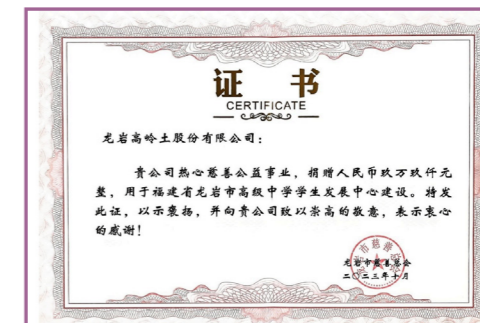 证 书
CERTIFICATE
龙岩高岭土股份有限公司：
贵公司热心慈善公益事业，捐赠人民币玖万玖仟元
整，用于福建省龙岩市高级中学学生发展中心建设。特发
此证，以示褒扬，并向贵公司致以崇高的敬意，表示衷心
的感谢！
龙岩市慈善总会
二〇二三年十月